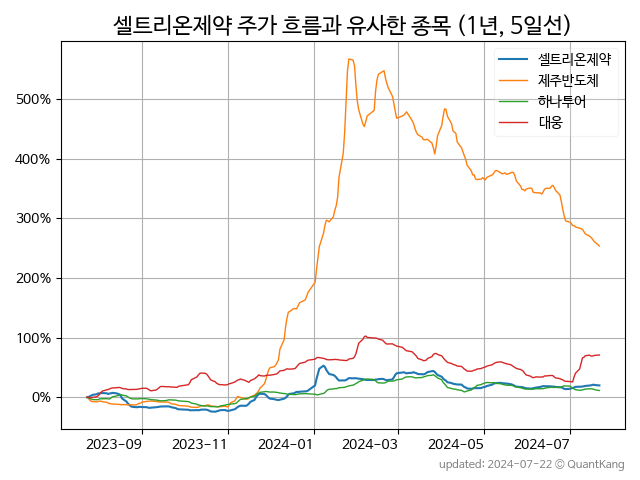 셀트리온제약 주가 흐름과 유사한 종목 (1년, 5일선)
셀트리온제약
제주반도체
하나투어
대웅
500%
400%
300%
200%
100%
0%
2023-09 2023-11 2024-01 2024-03 2024-05 2024-07
updated: 2024-07-22 © QuantKang